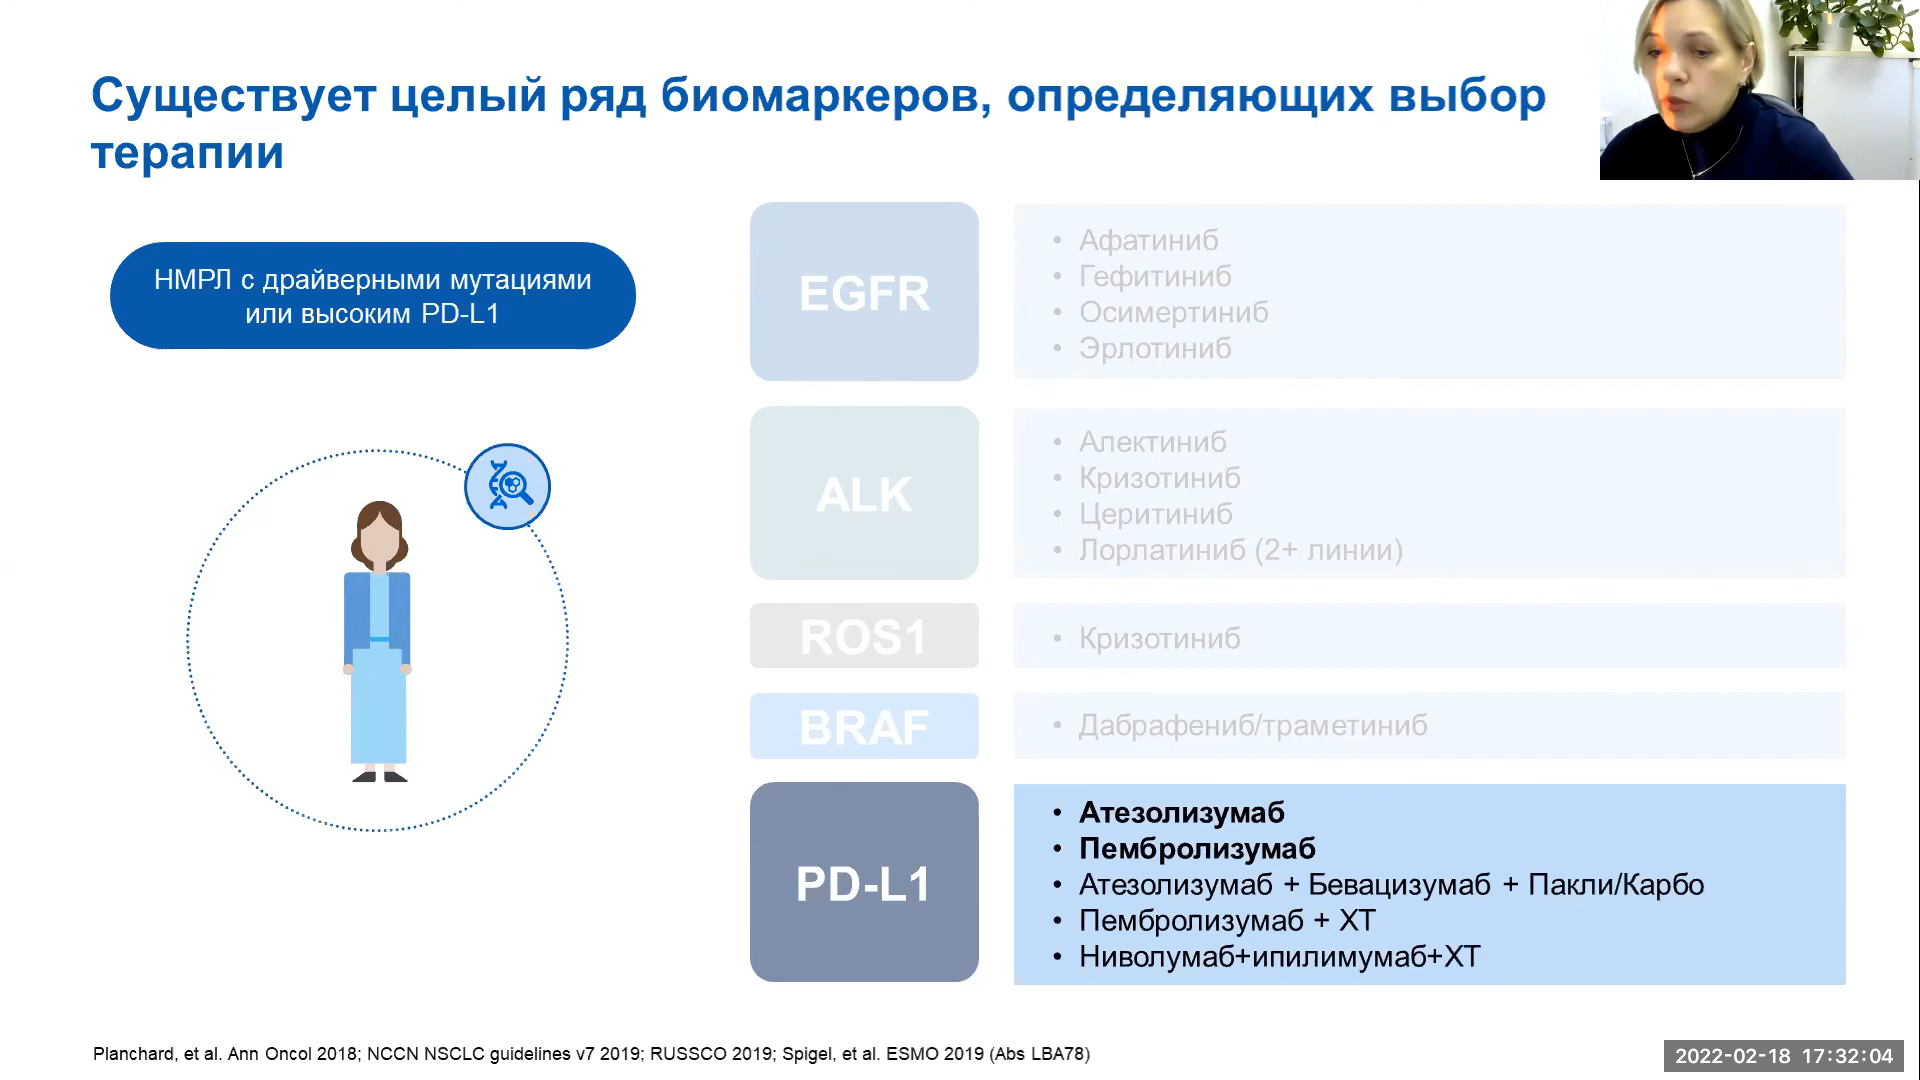 Существует целый ряд биомаркеров, определяющих выбор
терапии
НМРЛ с драйверными мутациями
или высоким PD-L1
EGFR
• Афатиниб
• Гефитиниб
• Осимертиниб
• Эрлотиниб
ALK
• Алектиниб
• Кризотиниб
• Церитиниб
• Лорлатиниб (2+ линии)
ROS1
• Кризотиниб
BRAF
• Дабрафениб/траметиниб
PD-L1
• Атезолизумаб
• Пембролизумаб
• Атезолизумаб + Бевацизумаб + Пакли/Карбо
• Пембролизумаб + ХТ
• Ниволумаб+ипилимумаб+ХТ
Planchard, et al. Ann Oncol 2018; NCCN NSCLC guidelines v7 2019; RUSSCO 2019; Spigel, et al. ESMO 2019 (Abs LBA78)
2022-02-18 17:32:04